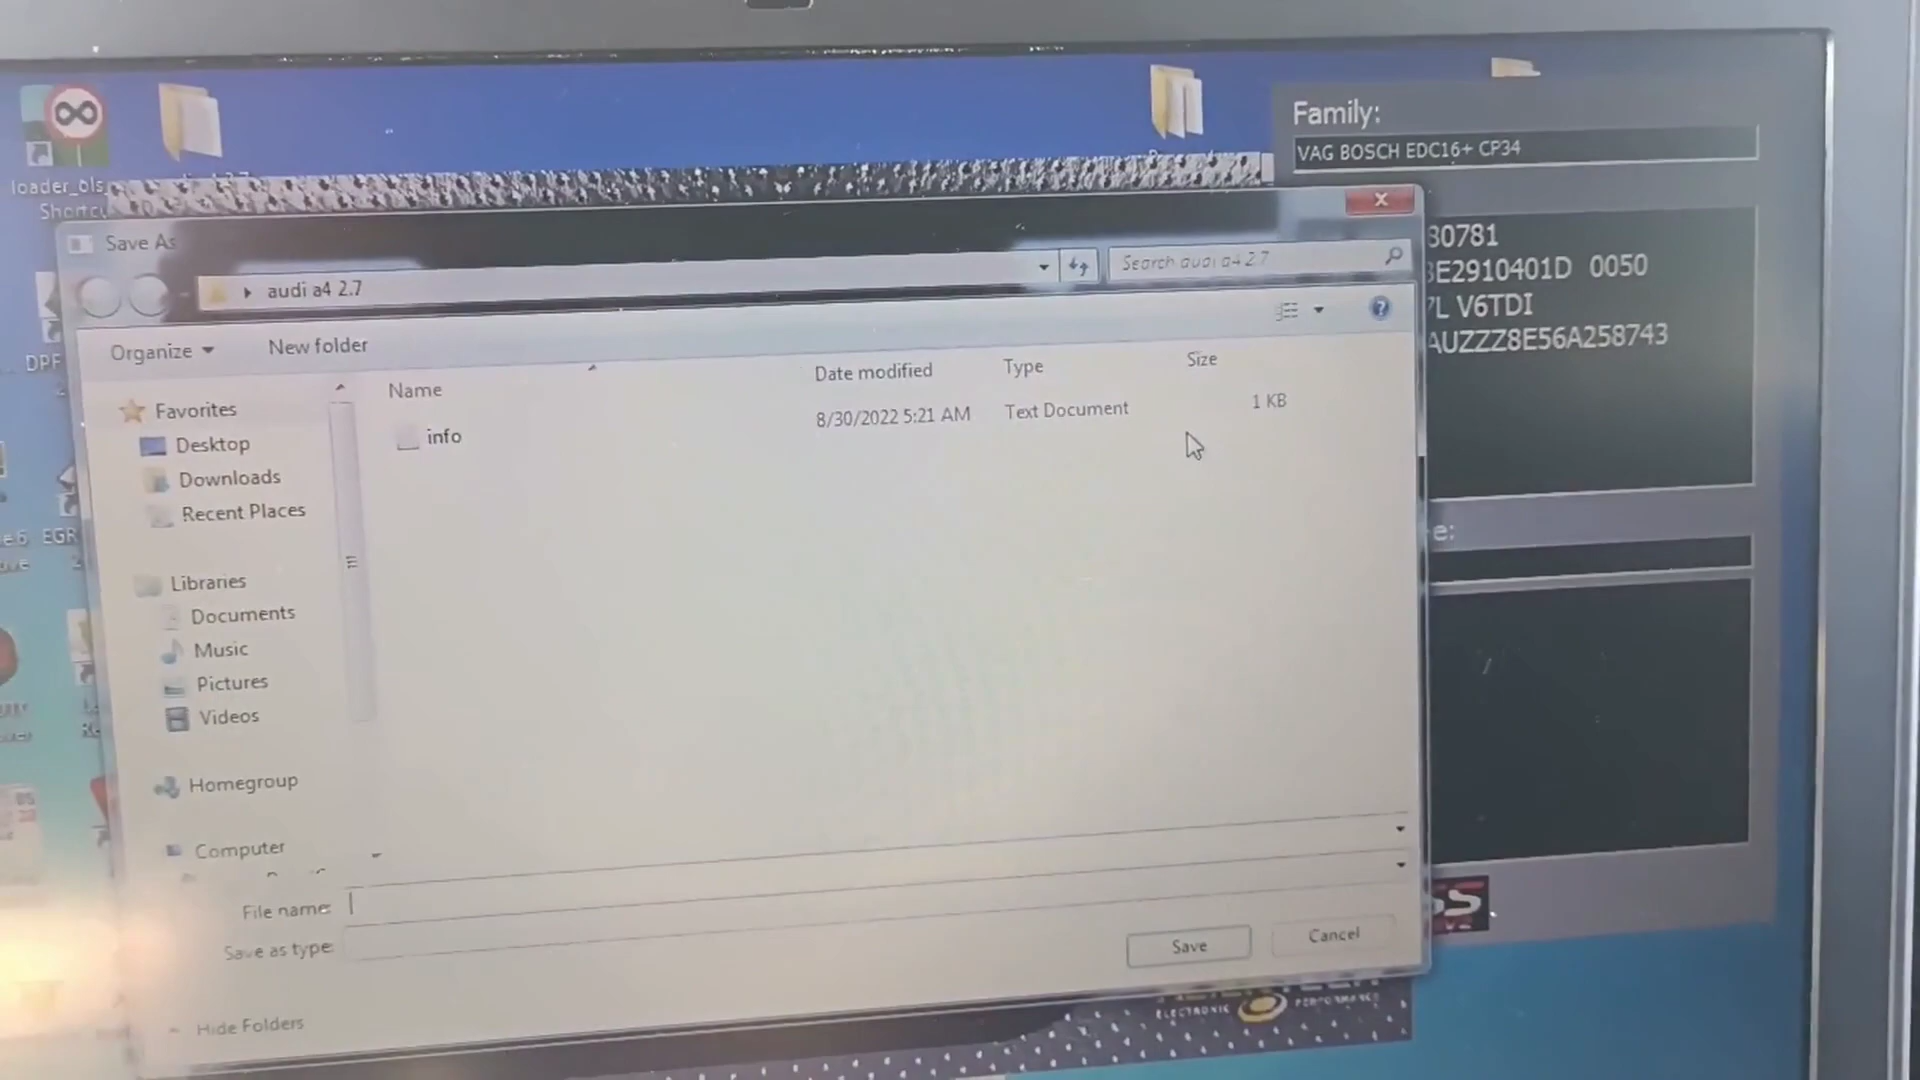 loader_ols
Family:
VAG BOSCH EDC16+ CP34
Save As
audi a4 2.7
Search audi a4 2.7
30781
E2910401D 0050
L V6TDI
AUZZZ8E56A258743
Organize
New folder
DPF
Name
Date modified
Type
Size
info
8/30/2022 5:21 AM
Text Document
1 KB
Favorites
Desktop
Downloads
Recent Places
EGR
e:
Libraries
Documents
Music
Pictures
Videos
Homegroup
Computer
File name:
Save as type:
Save
Cancel
Hide Folders
ELECTRONIC
PERFORMANCE